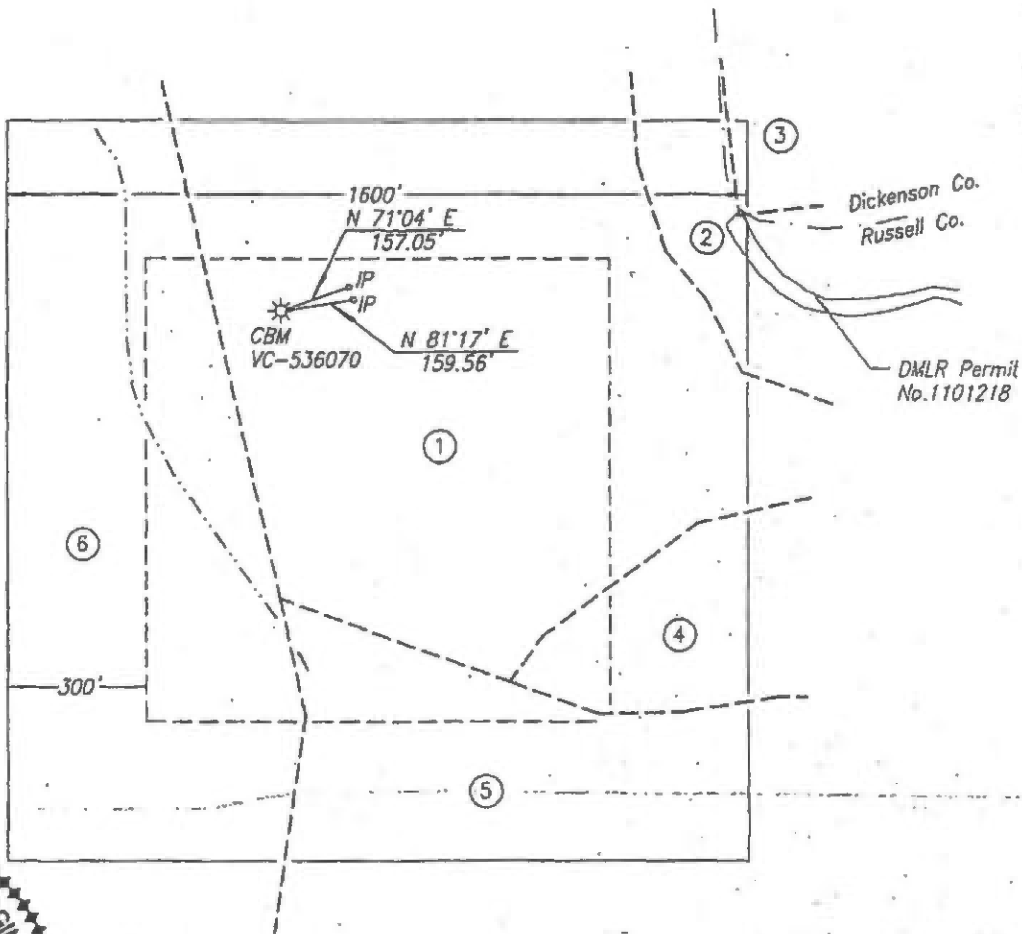 3
1600'
Dickenson Co.
Russell Co.
N 71°04' E
157.05'
2
IP
IP
CBM
VC-536070
N 81°17' E
159.56'
DMLR Permit
No.1101218
1
6
4
300'
5